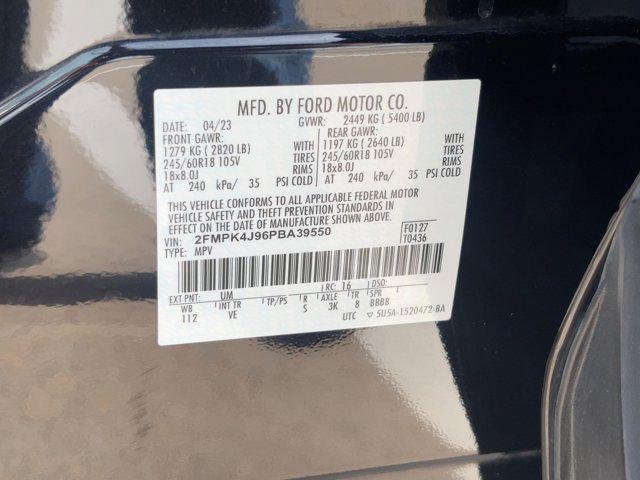 MFD. BY FORD MOTOR CO.
DATE: 04/23 GVWR: 2449 KG ( 5400 LB)
FRONT GAWR: REAR GAWR:
1279 KG ( 2820 LB) WITH 1197 KG ( 2640 LB) WITH
245/60R18 105V TIRES 245/60R18 105V TIRES
18x8.0J RIMS 18x8.0J RIMS
AT 240 kPa/ 35 PSI COLD AT 240 kPa/ 35 PSI COLD
THIS VEHICLE CONFORMS TO ALL APPLICABLE FEDERAL MOTOR
VEHICLE SAFETY AND THEFT PREVENTION STANDARDS IN
EFFECT ON THE DATE OF MANUFACTURE SHOWN ABOVE.
VIN: 2FMPK4J96PBA39550 F0127
TYPE: MPV T0436
EXT PNT: UM RC: 16 DSO:
WB INT TR TP/PS R AXLE TR SPR
112 VE S 3K 8 BBBB
UTC 5U5A-1520472-BA